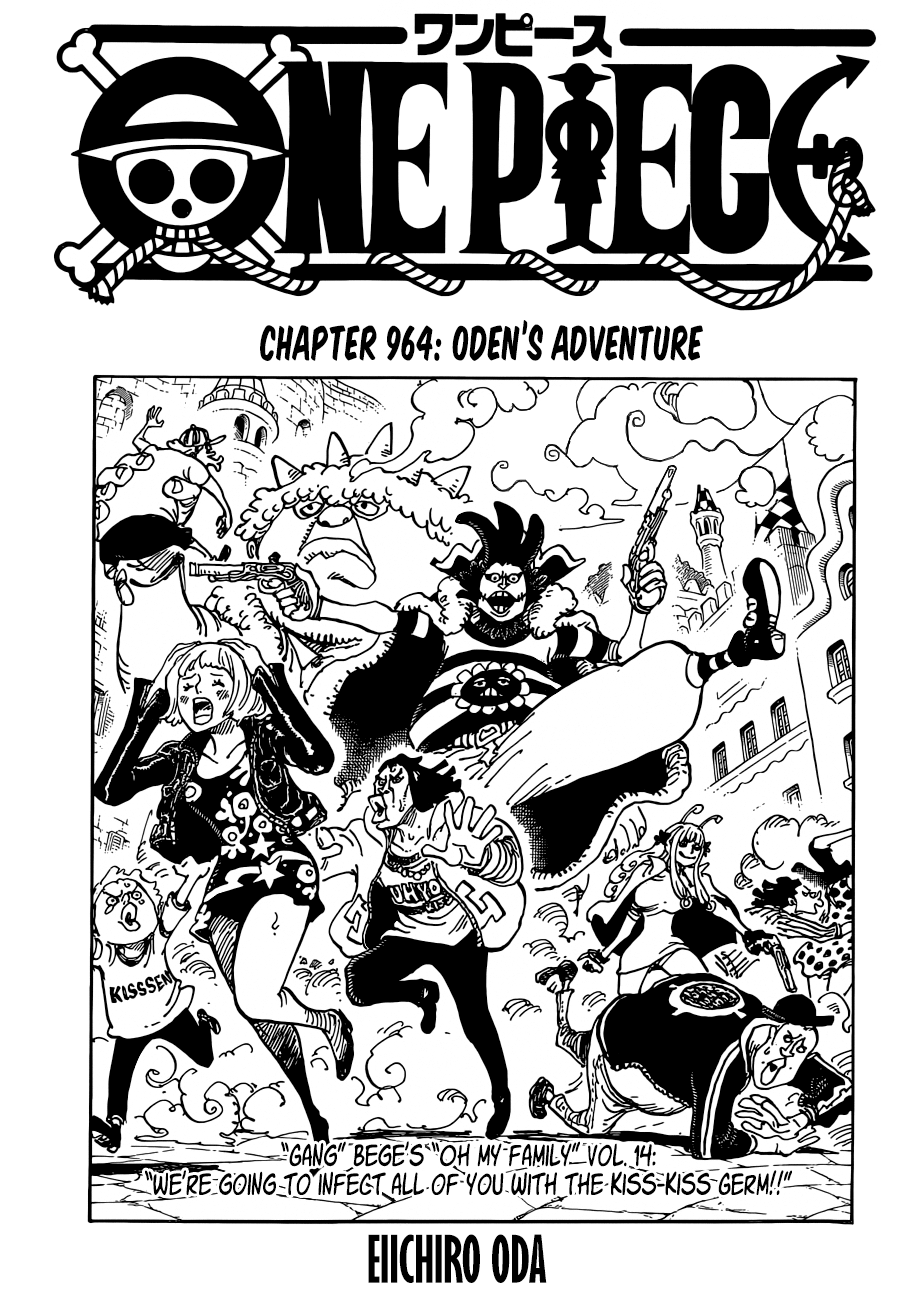 ワンピース
ONE PIECE
CHAPTER 964: ODEN'S ADVENTURE
KISSSEN
UKIYO
"GANG" BEGE'S "OH MY FAMILY" VOL. 14:
"WE'RE GOING TO INFECT ALL OF YOU WITH THE KISS-KISS GERM!!"
EIICHIRO ODA